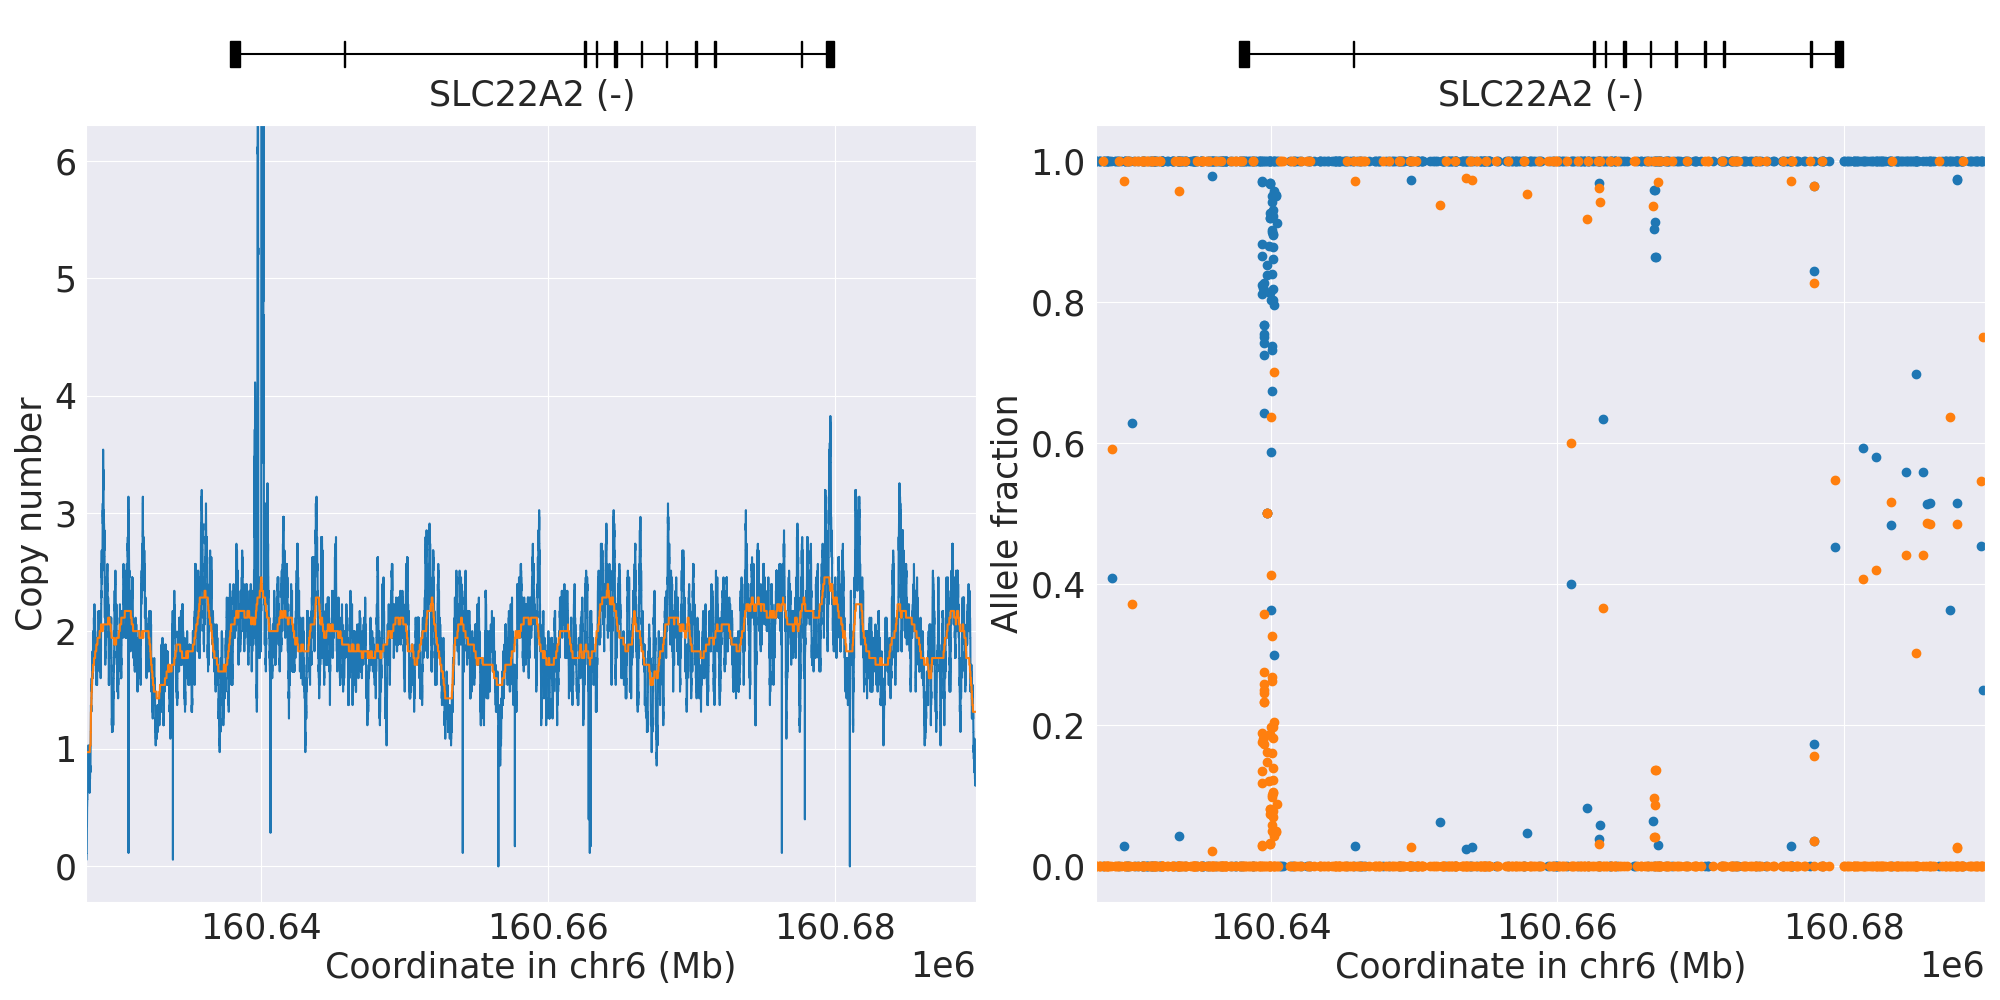 SLC22A2 (-)
6
5
4
3
2
1
0
Copy number
160.64
160.66
160.68
Coordinate in chr6 (Mb)
1e6
SLC22A2 (-)
1.0
0.8
0.6
0.4
0.2
0.0
Allele fraction
160.64
160.66
160.68
Coordinate in chr6 (Mb)
1e6